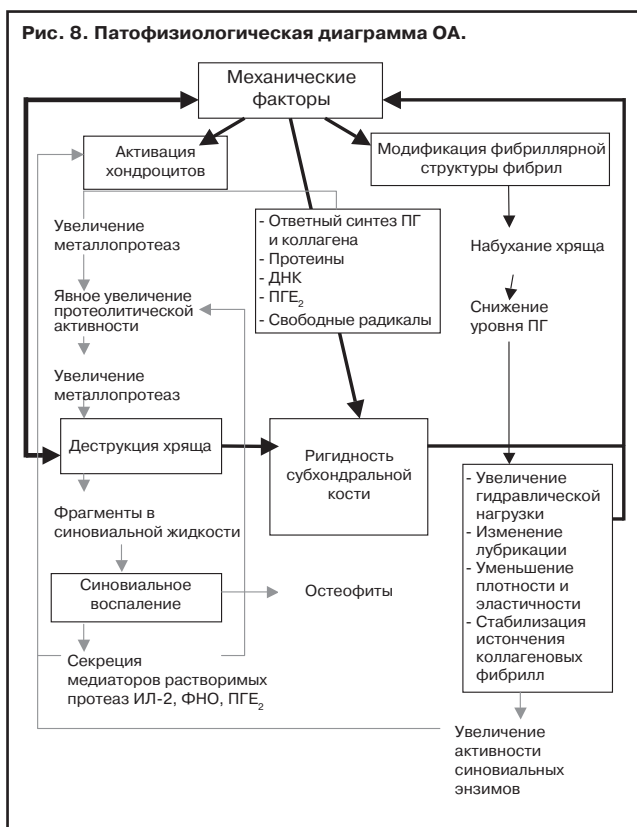 Рис. 8. Патофизиологическая диаграмма ОА.
Механические
факторы
Активация
хондроцитов
Модификация фибриллярной
структуры фибрил
Увеличение
металлопротеаз
- Ответный синтез ПГ
и коллагена
- Протеины
- ДНК
- ПГЕ2
- Свободные радикалы
Набухание хряща
Явное увеличение
протеолитической
активности
Снижение
уровня ПГ
Увеличение
металлопротеаз
Деструкция хряща
Ригидность
субхондральной
кости
- Увеличение
гидравлической
нагрузки
- Изменение
лубрикации
- Уменьшение
плотности и
эластичности
- Стабилизация
истончения
коллагеновых
фибрилл
Фрагменты в
синовиальной жидкости
Синовиальное
воспаление
Остеофиты
Секреция
медиаторов растворимых
протеаз ИЛ-2, ФНО, ПГЕ2
Увеличение
активности
синовиальных
энзимов